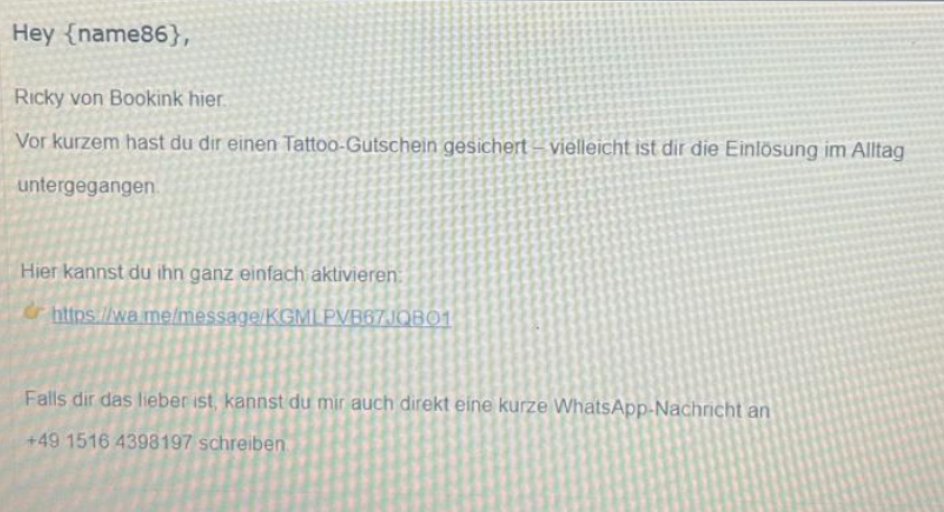 Hey {name86},
Ricky von Bookink hier.
Vor kurzem hast du dir einen Tattoo-Gutschein gesichert – vielleicht ist dir die Einlösung im Alltag
untergegangen.
Hier kannst du ihn ganz einfach aktivieren:
👉 https://wa.me/message/KGMLPVB67JQBO1
Falls dir das lieber ist, kannst du mir auch direkt eine kurze WhatsApp-Nachricht an
+49 1516 4398197 schreiben.